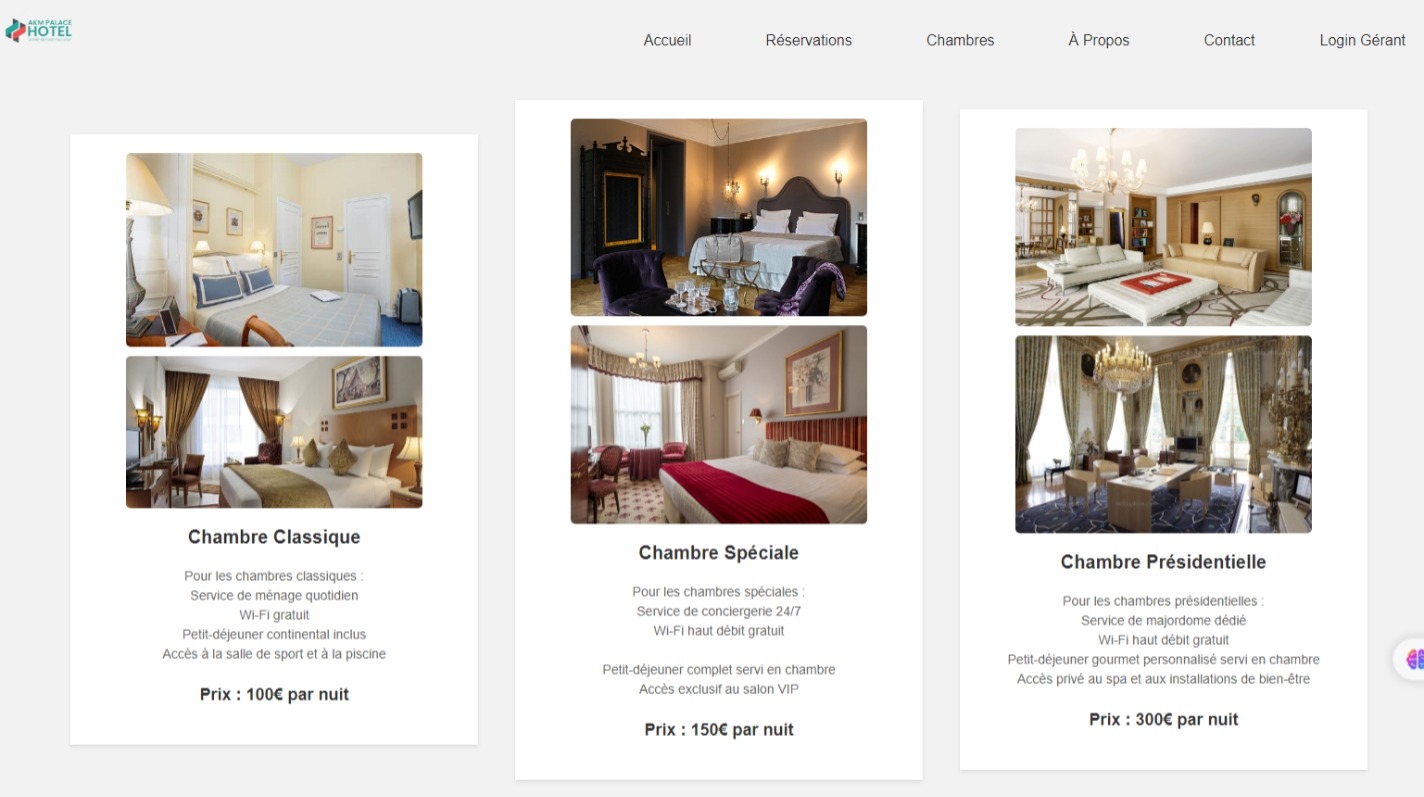 AKM PALACE
HOTEL
Accueil
Réservations
Chambres
À Propos
Contact
Login Gérant
Chambre Classique
Pour les chambres classiques :
Service de ménage quotidien
Wi-Fi gratuit
Petit-déjeuner continental inclus
Accès à la salle de sport et à la piscine
Prix : 100€ par nuit
Chambre Spéciale
Pour les chambres spéciales :
Service de conciergerie 24/7
Wi-Fi haut débit gratuit
Petit-déjeuner complet servi en chambre
Accès exclusif au salon VIP
Prix : 150€ par nuit
Chambre Présidentielle
Pour les chambres présidentielles :
Service de majordome dédié
Wi-Fi haut débit gratuit
Petit-déjeuner gourmet personnalisé servi en chambre
Accès privé au spa et aux installations de bien-être
Prix : 300€ par nuit